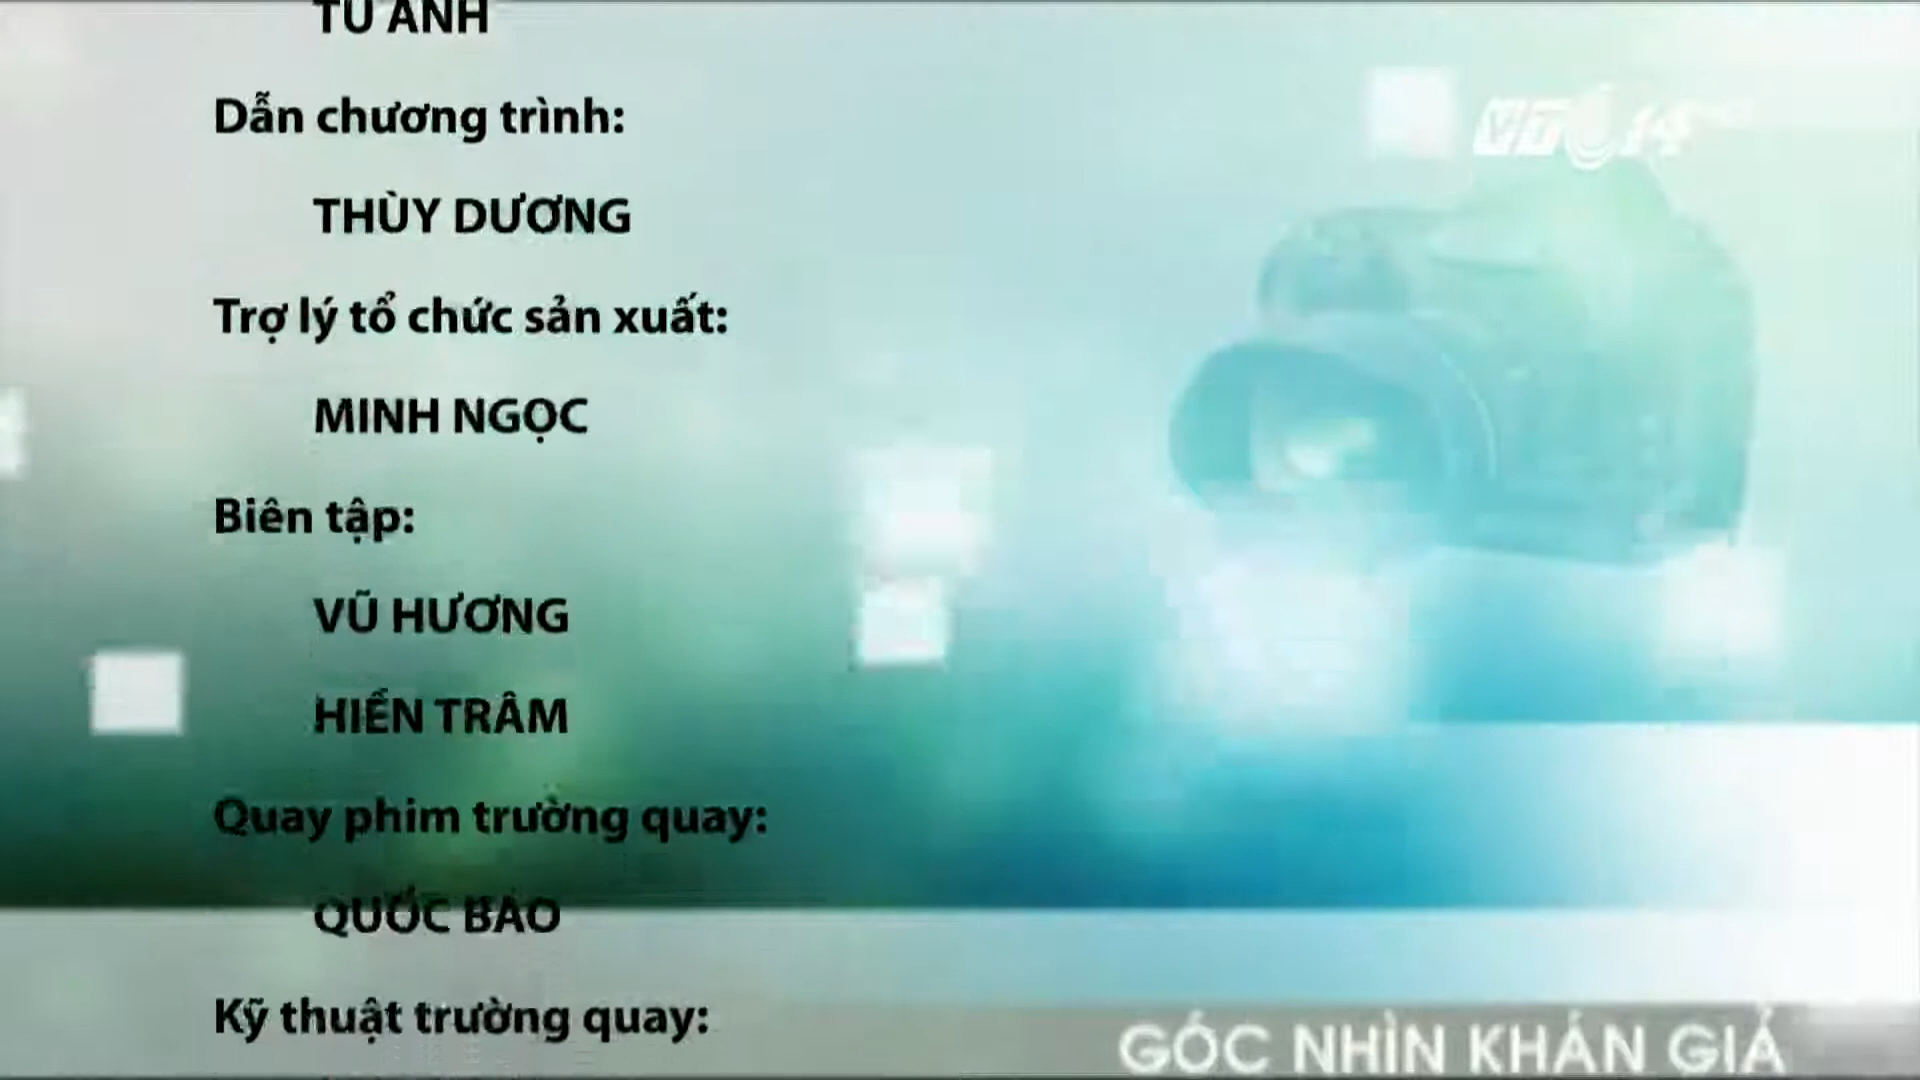 TÚ ANH
Dẫn chương trình:
THÙY DƯƠNG
Trợ lý tổ chức sản xuất:
MINH NGỌC
Biên tập:
VŨ HƯƠNG
HIỀN TRÂM
Quay phim trường quay:
QUỐC BẢO
Kỹ thuật trường quay:
VTC14
GÓC NHÌN KHÁN GIẢ